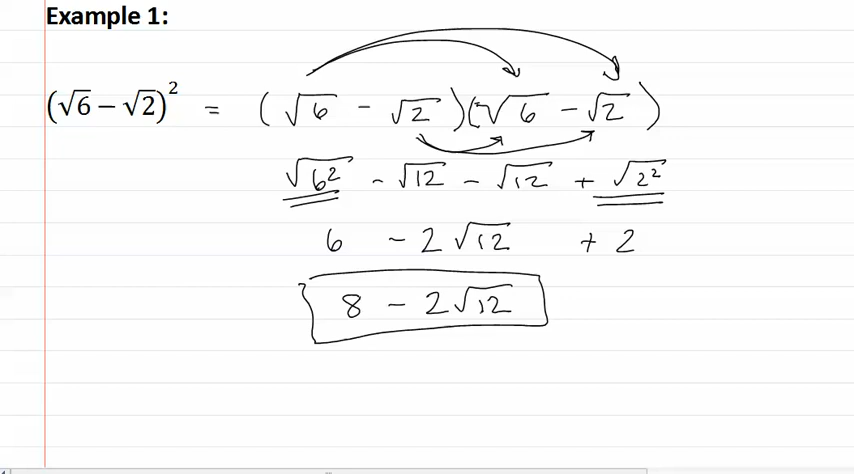 Example 1:
(√6 − √2)² = (√6 − √2)(√6 − √2)
√6² − √12 − √12 + √2²
6 − 2√12 + 2
8 − 2√12